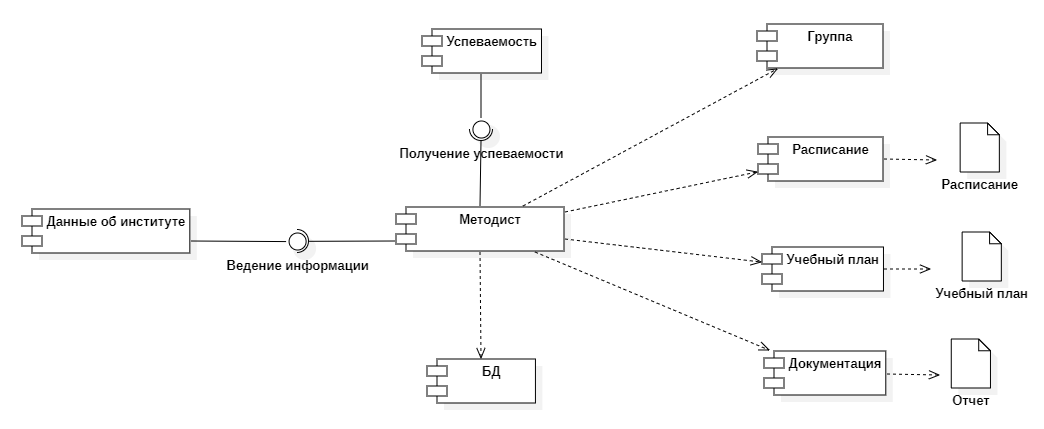 Успеваемость
Группа
Получение успеваемости
Расписание
Расписание
Данные об институте
Методист
Ведение информации
Учебный план
Учебный план
БД
Документация
Отчет